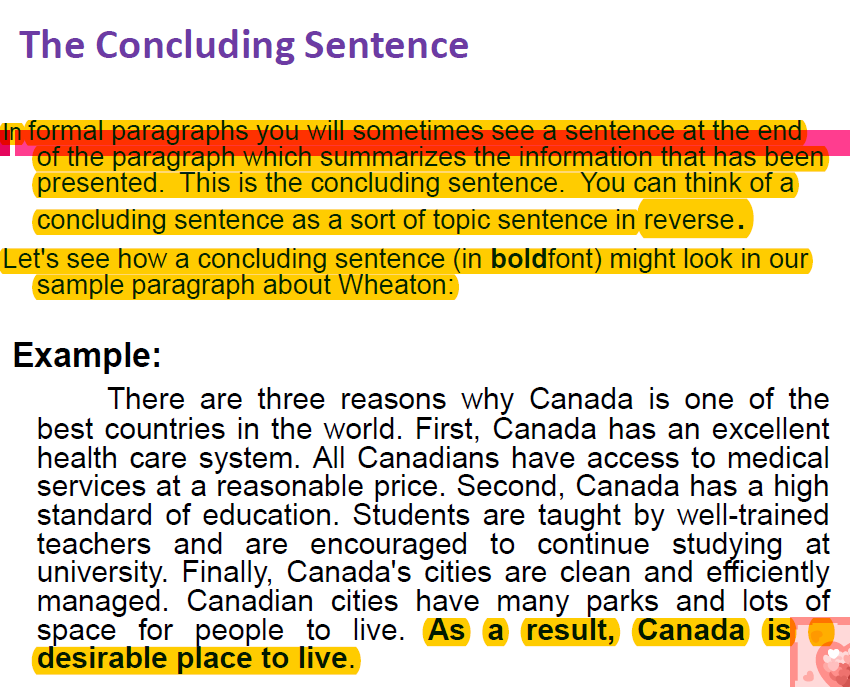 The Concluding Sentence
In formal paragraphs you will sometimes see a sentence at the end
of the paragraph which summarizes the information that has been
presented. This is the concluding sentence. You can think of a
concluding sentence as a sort of topic sentence in reverse.
Let's see how a concluding sentence (in boldfont) might look in our
sample paragraph about Wheaton:
Example:
There are three reasons why Canada is one of the
best countries in the world. First, Canada has an excellent
health care system. All Canadians have access to medical
services at a reasonable price. Second, Canada has a high
standard of education. Students are taught by well-trained
teachers and are encouraged to continue studying at
university. Finally, Canada's cities are clean and efficiently
managed. Canadian cities have many parks and lots of
space for people to live. As a result, Canada is
desirable place to live.